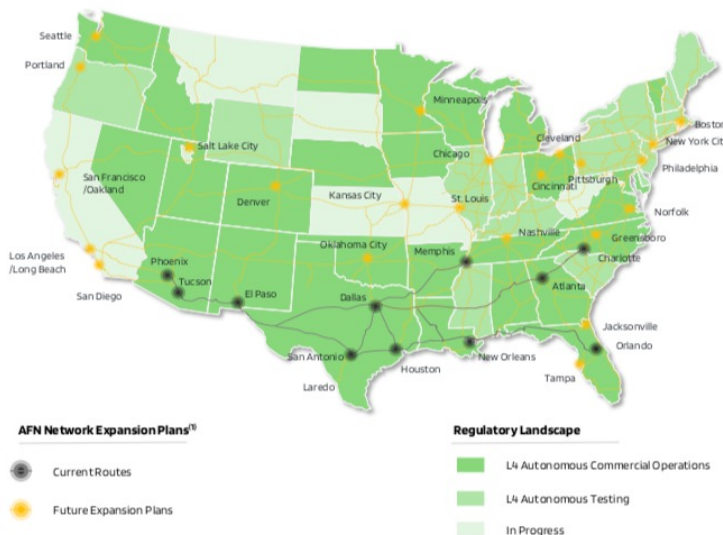 Seattle
Portland
Minneapolis
Boston
Cleveland
New York City
Salt Lake City
Chicago
San Francisco
/Oakland
Philadelphia
Pittsburgh
Cincinnati
Denver
Kansas City
St. Louis
Norfolk
Nashville
Greensboro
Oklahoma City
Memphis
Los Angeles
/Long Beach
Phoenix
Charlotte
Tucson
San Diego
El Paso
Dallas
Atlanta
Jacksonville
Orlando
San Antonio
New Orleans
Houston
Laredo
Tampa
AFN Network Expansion Plans(1)
Current Routes
Future Expansion Plans
Regulatory Landscape
L4 Autonomous Commercial Operations
L4 Autonomous Testing
In Progress